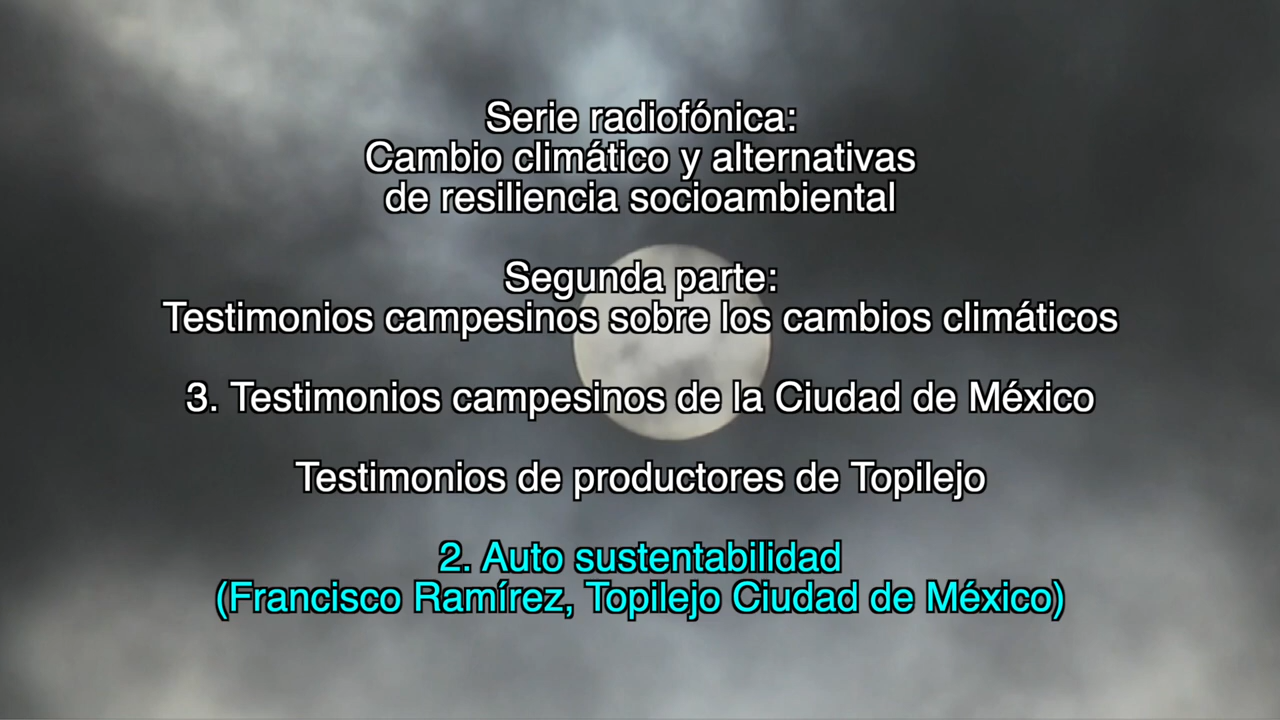 Serie radiofónica:
Cambio climático y alternativas
de resiliencia socioambiental
Segunda parte:
Testimonios campesinos sobre los cambios climáticos
3. Testimonios campesinos de la Ciudad de México
Testimonios de productores de Topilejo
2. Auto sustentabilidad
(Francisco Ramírez, Topilejo Ciudad de México)